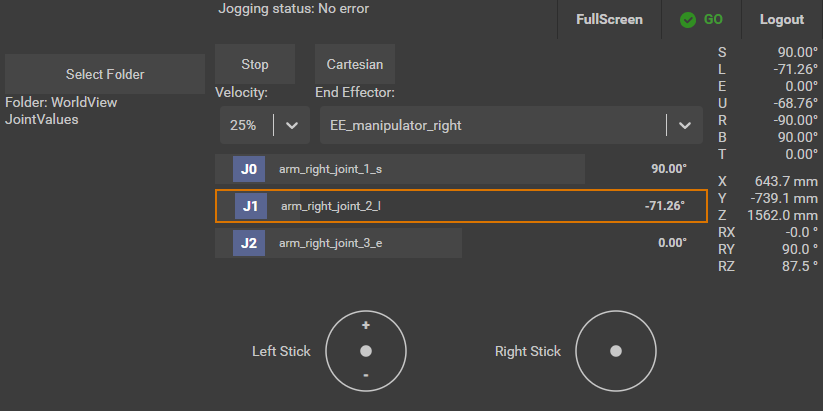 Jogging status: No error
FullScreen
GO
Logout
Select Folder
Folder: WorldView
JointValues
Stop
Cartesian
Velocity:
End Effector:
25%
EE_manipulator_right
J0 arm_right_joint_1_s 90.00°
J1 arm_right_joint_2_l -71.26°
J2 arm_right_joint_3_e 0.00°
S 90.00°
L -71.26°
E 0.00°
U -68.76°
R -90.00°
B 90.00°
T 0.00°
X 643.7 mm
Y -739.1 mm
Z 1562.0 mm
RX -0.0 °
RY 90.0 °
RZ 87.5 °
Left Stick
+
-
Right Stick